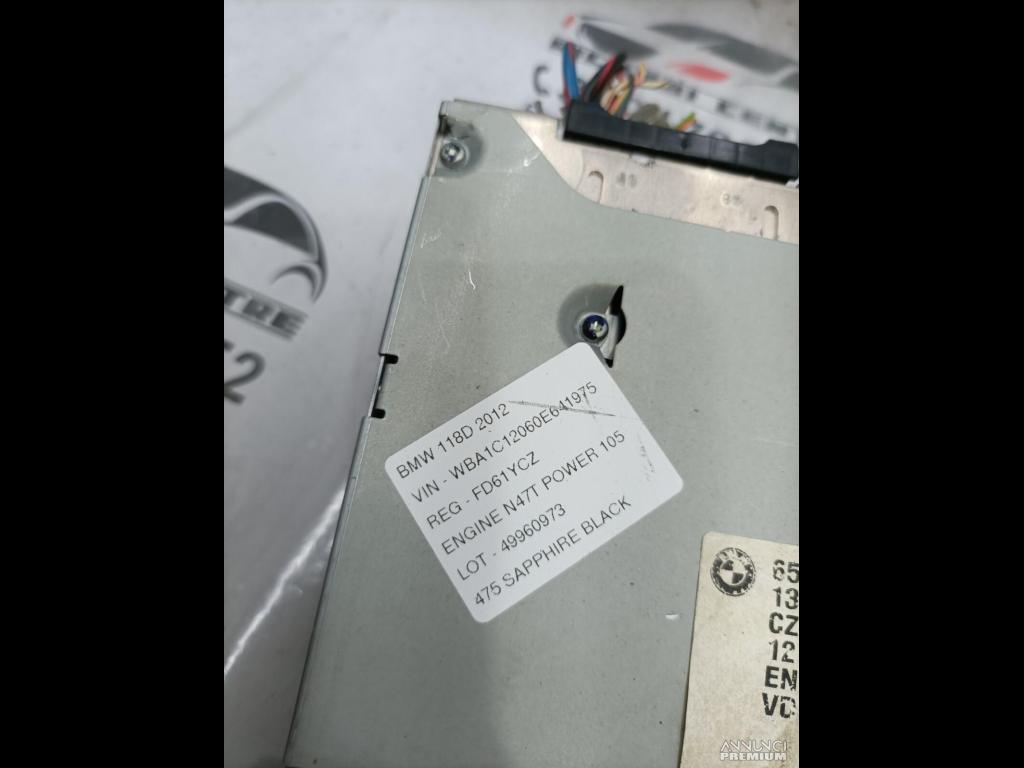 BMW 118D 2012
VIN - WBA1C12060E641975
REG - FD61YCZ
ENGINE N47T POWER 105
LOT - 49960973
475 SAPPHIRE BLACK
65
13
CZ
12
EN
ANNUNCI
PREMIUM